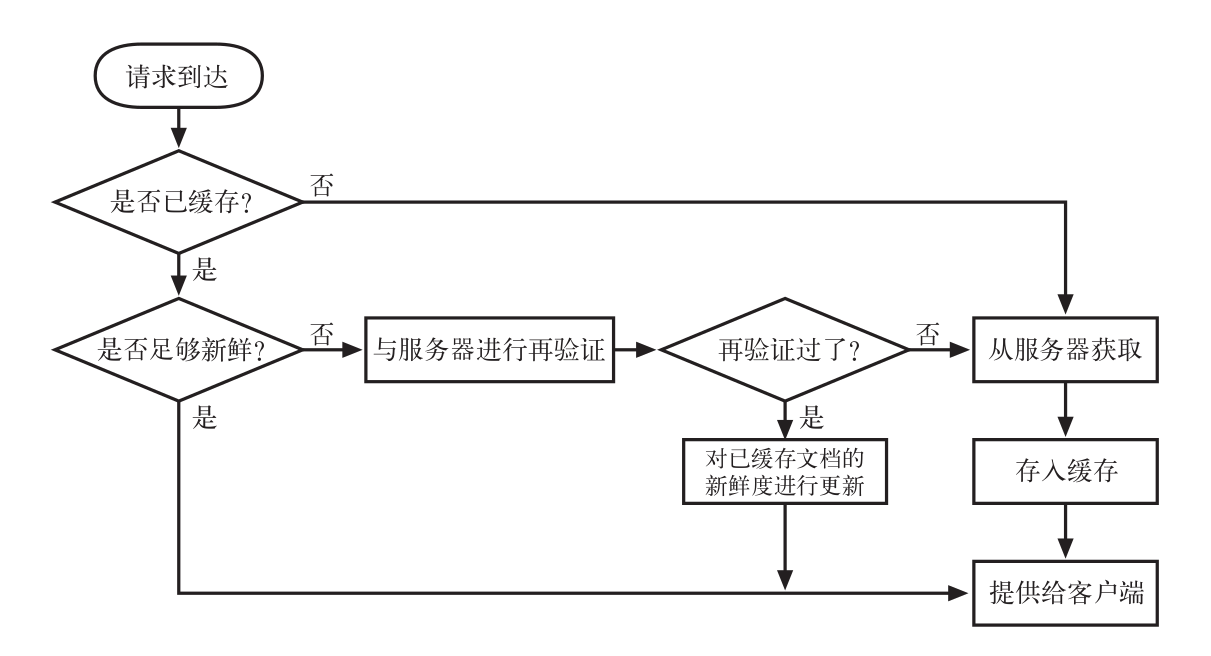 请求到达
是否已缓存?
否
是
是否足够新鲜?
否
与服务器进行再验证
再验证过了?
否
从服务器获取
是
是
对已缓存文档的
新鲜度进行更新
存入缓存
提供给客户端